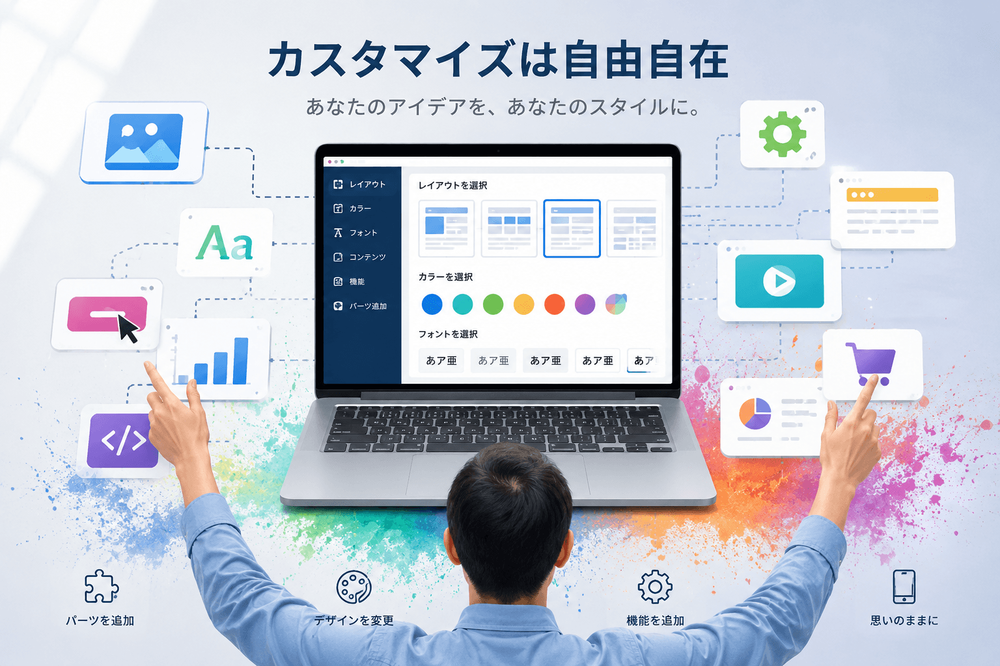 カスタマイズは自由自在
あなたのアイデアを、あなたのスタイルに。
Aa
</>
レイアウト
カラー
フォント
コンテンツ
機能
パーツ追加
レイアウトを選択
カラーを選択
フォントを選択
あア亜
あア亜
あア亜
あア亜
あア
パーツを追加
デザインを変更
機能を追加
思いのままに